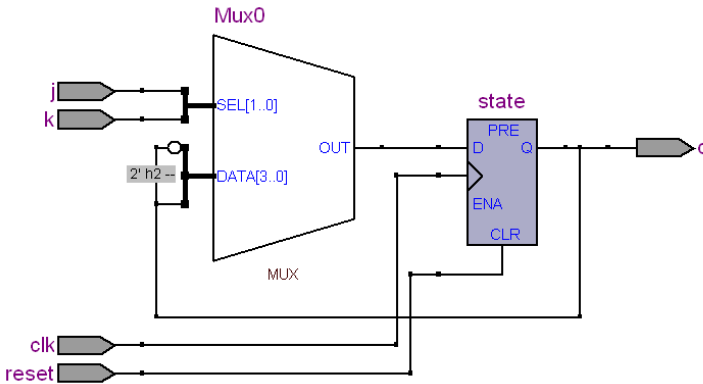 Mux0
j
k
SEL[1..0]
2' h2 --
DATA[3..0]
OUT
MUX
state
PRE
D
Q
ENA
CLR
clk
reset